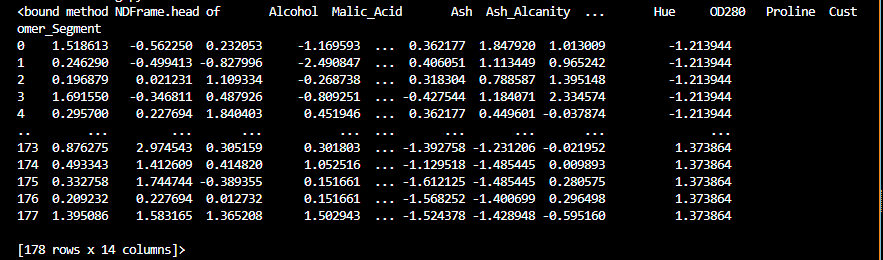 <bound method NDFrame.head of      Alcohol  Malic_Acid       Ash  Ash_Alcanity  ...       Hue     OD280   Proline  Cust
omer_Segment
0    1.518613   -0.562250  0.232053     -1.169593  ...  0.362177  1.847920  1.013009         -1.213944
1    0.246290   -0.499413 -0.827996     -2.490847  ...  0.406051  1.113449  0.965242         -1.213944
2    0.196879    0.021231  1.109334     -0.268738  ...  0.318304  0.788587  1.395148         -1.213944
3    1.691550   -0.346811  0.487926     -0.809251  ... -0.427544  1.184071  2.334574         -1.213944
4    0.295700    0.227694  1.840403      0.451946  ...  0.362177  0.449601 -0.037874         -1.213944
..        ...         ...       ...           ...  ...       ...       ...       ...               ...
173  0.876275    2.974543  0.305159      0.301803  ... -1.392758 -1.231206 -0.021952          1.373864
174  0.493343    1.412609  0.414820      1.052516  ... -1.129518 -1.485445  0.009893          1.373864
175  0.332758    1.744744 -0.389355      0.151661  ... -1.612125 -1.485445  0.280575          1.373864
176  0.209232    0.227694  0.012732      0.151661  ... -1.568252 -1.400699  0.296498          1.373864
177  1.395086    1.583165  1.365208      1.502943  ... -1.524378 -1.428948 -0.595160          1.373864
[178 rows x 14 columns]>